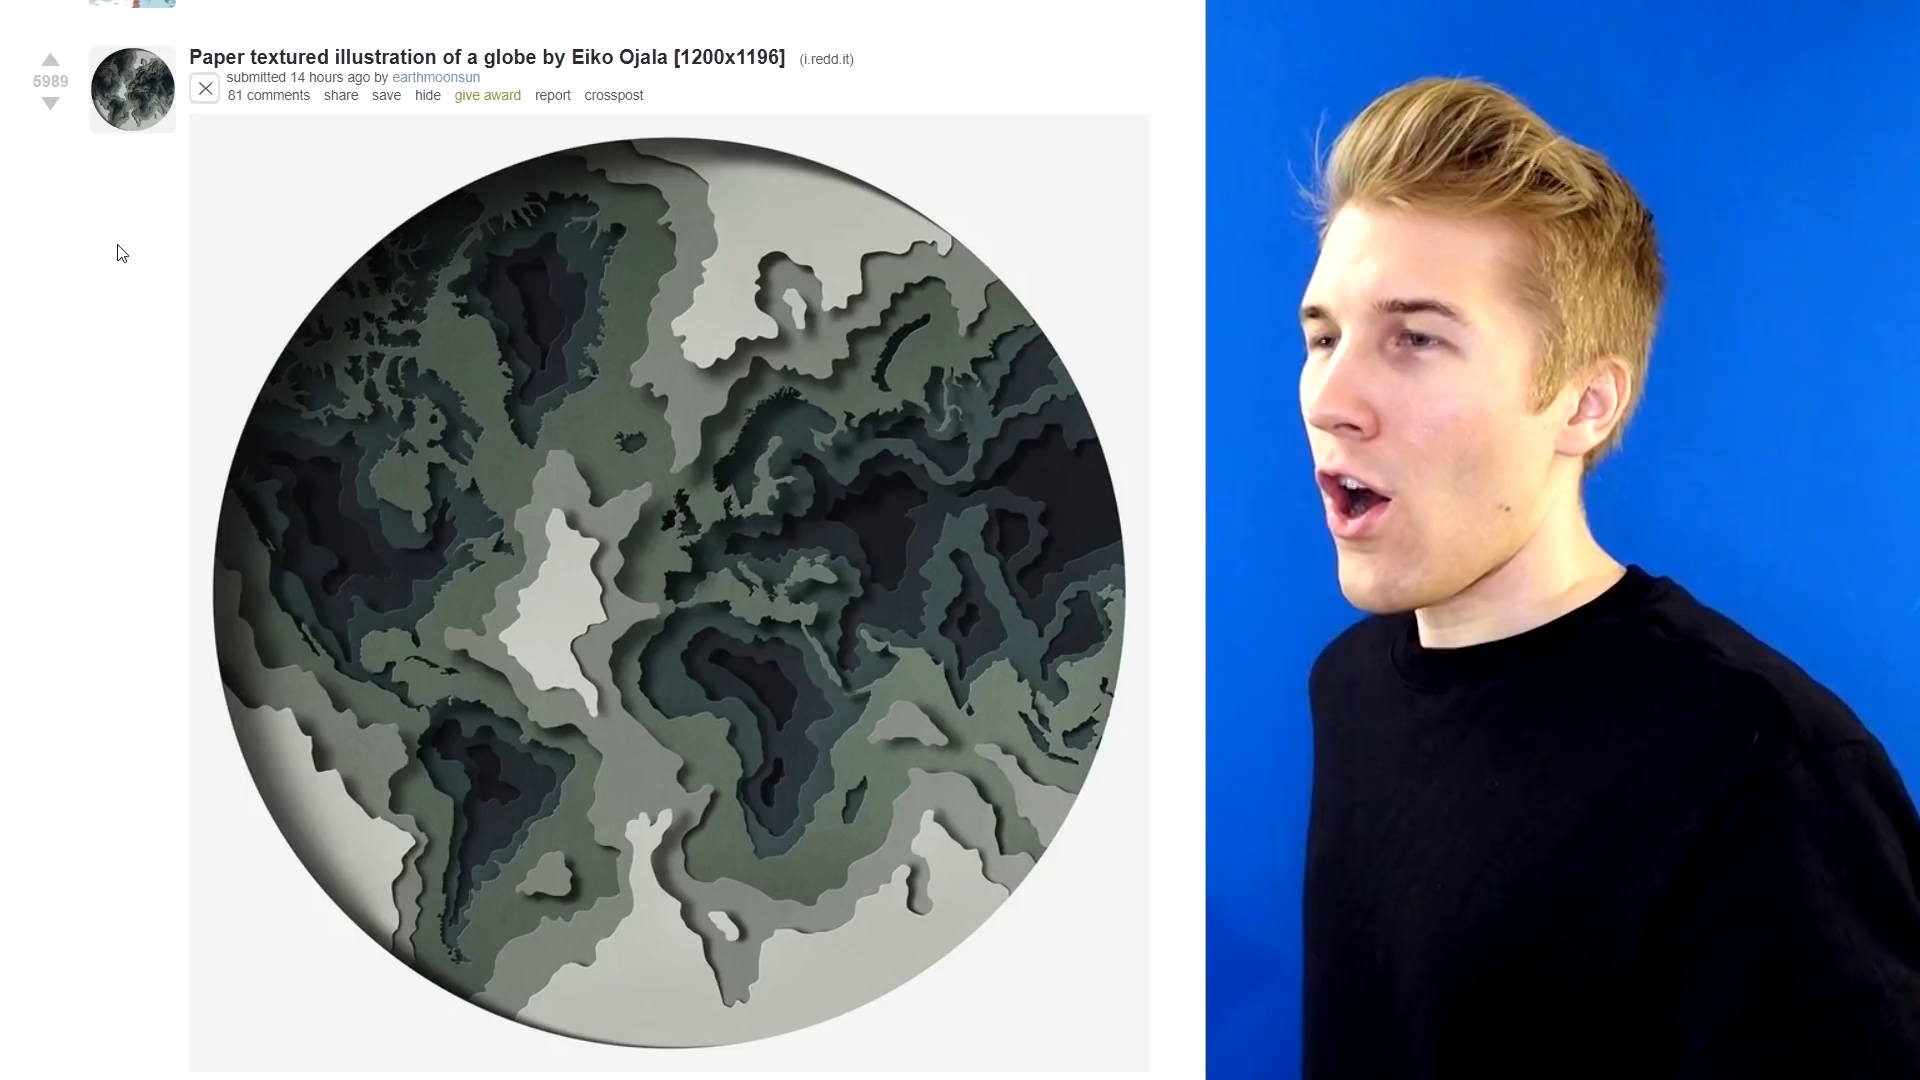 Paper textured illustration of a globe by Eiko Ojala [1200x1196] (i.redd.it)
submitted 14 hours ago by earthmoonsun
5989
81 comments share save hide give award report crosspost